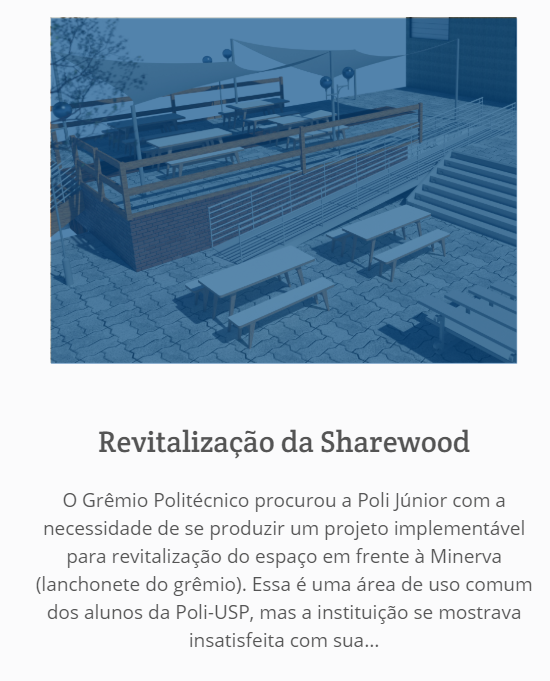 Revitalização da Sharewood
O Grêmio Politécnico procurou a Poli Júnior com a
necessidade de se produzir um projeto implementável
para revitalização do espaço em frente à Minerva
(lanchonete do grêmio). Essa é uma área de uso comum
dos alunos da Poli-USP, mas a instituição se mostrava
insatisfeita com sua...